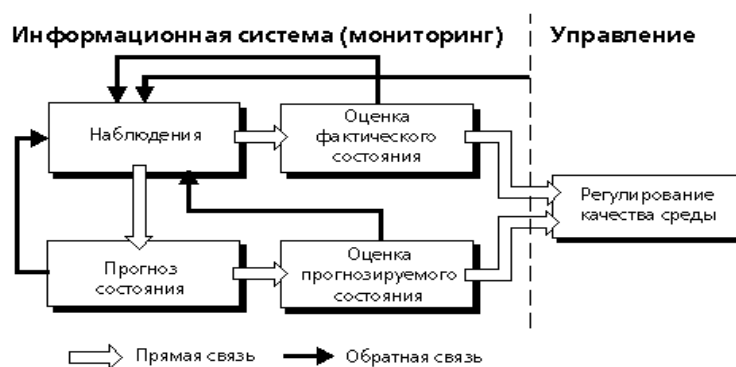 Информационная система (мониторинг)
Управление
Наблюдения
Оценка
фактического
состояния
Регулирование
качества среды
Прогноз
состояния
Оценка
прогнозируемого
состояния
Прямая связь
Обратная связь